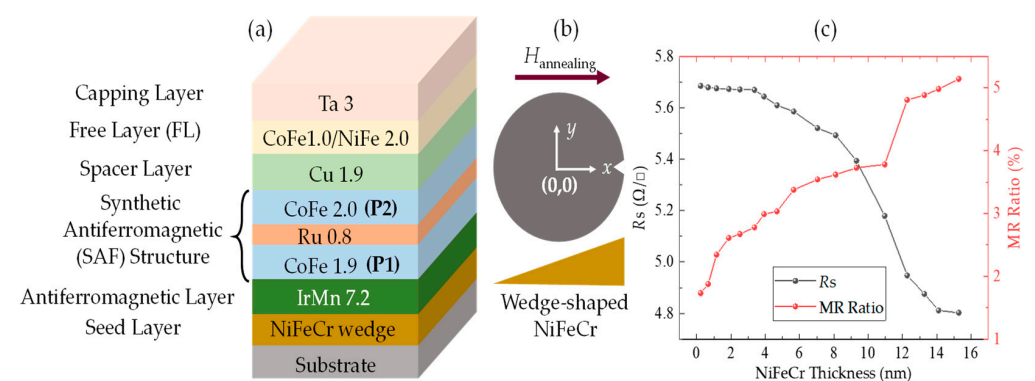 (a)
Capping Layer
Free Layer (FL)
Spacer Layer
Synthetic
Antiferromagnetic
(SAF) Structure
Antiferromagnetic Layer
Seed Layer
Ta 3
CoFe1.0/NiFe 2.0
Cu 1.9
CoFe 2.0 (P2)
Ru 0.8
CoFe 1.9 (P1)
IrMn 7.2
NiFeCr wedge
Substrate
(b)
Hannealing
y
x
(0,0)
Wedge-shaped
NiFeCr
(c)
5.8
5.6
5.4
5.2
5.0
4.8
Rs (Ω/□)
5
4
3
2
1
MR Ratio (%)
Rs
MR Ratio
0 2 4 6 8 10 12 14 16
NiFeCr Thickness (nm)